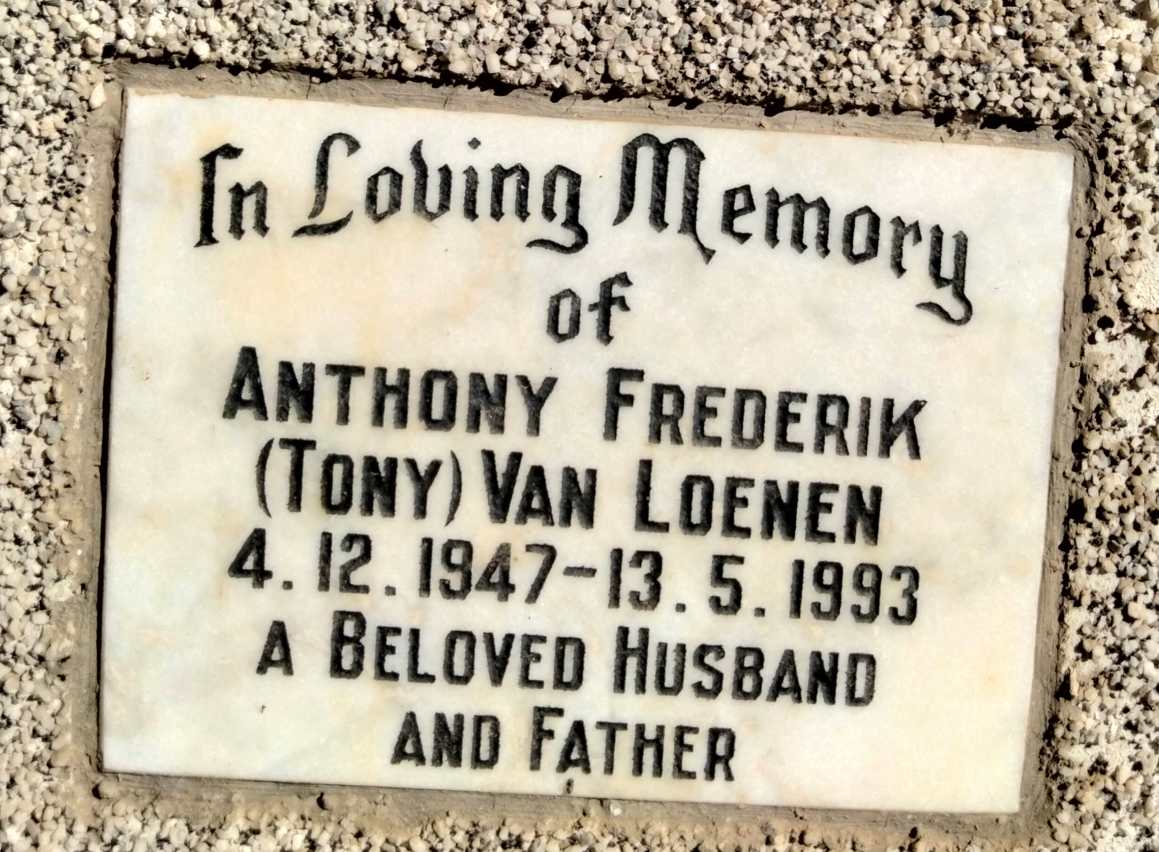 In Loving Memory
of
ANTHONY FREDERIK
(TONY) VAN LOENEN
4.12.1947-13.5.1993
A BELOVED HUSBAND
AND FATHER